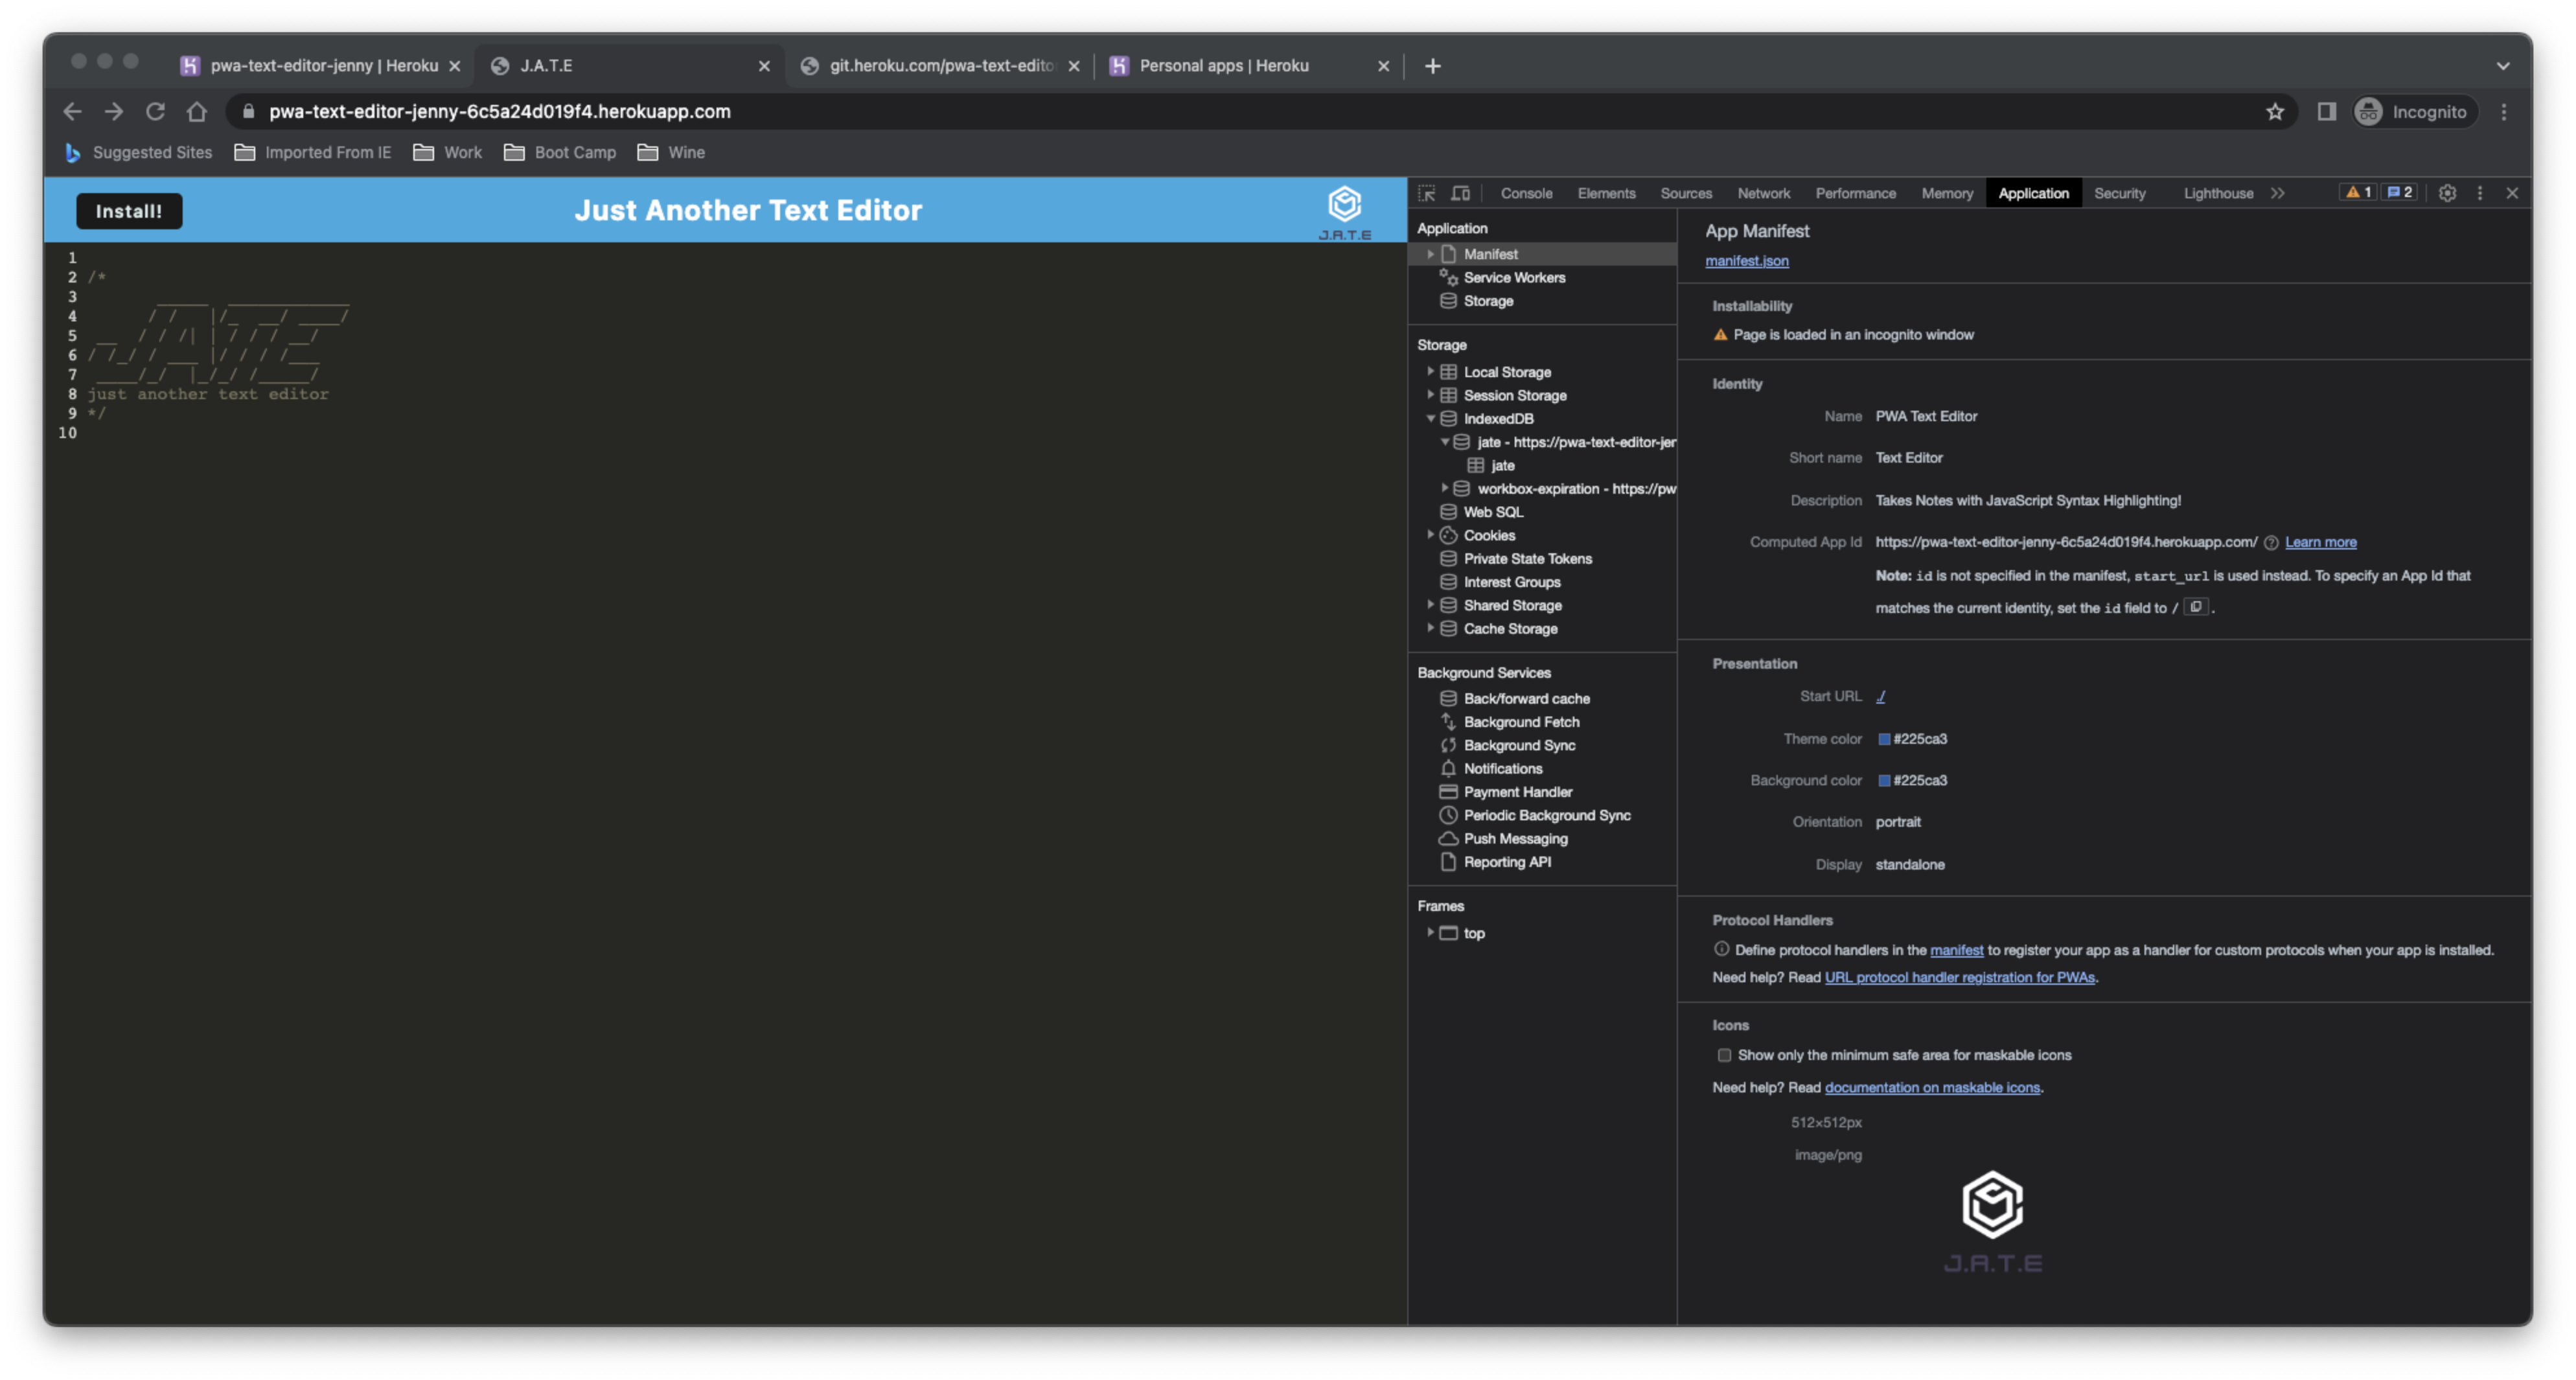 pwa-text-editor-jenny | Heroku
J.A.T.E
git.heroku.com/pwa-text-edito
Personal apps | Heroku
pwa-text-editor-jenny-6c5a24d019f4.herokuapp.com
Incognito
Suggested Sites
Imported From IE
Work
Boot Camp
Wine
Install!
Just Another Text Editor
J.A.T.E
1
2 /*
3
4
5
6
7
8 just another text editor
9 */
10
JATE
Console Elements Sources Network Performance Memory Application Security Lighthouse
1
2
Application
Manifest
Service Workers
Storage
Storage
Local Storage
Session Storage
IndexedDB
jate - https://pwa-text-editor-jer
jate
workbox-expiration - https://pw
Web SQL
Cookies
Private State Tokens
Interest Groups
Shared Storage
Cache Storage
Background Services
Back/forward cache
Background Fetch
Background Sync
Notifications
Payment Handler
Periodic Background Sync
Push Messaging
Reporting API
Frames
top
App Manifest
manifest.json
Installability
Page is loaded in an incognito window
Identity
Name PWA Text Editor
Short name Text Editor
Description Takes Notes with JavaScript Syntax Highlighting!
Computed App Id https://pwa-text-editor-jenny-6c5a24d019f4.herokuapp.com/ Learn more
Note: id is not specified in the manifest, start_url is used instead. To specify an App Id that
matches the current identity, set the id field to / .
Presentation
Start URL ./
Theme color #225ca3
Background color #225ca3
Orientation portrait
Display standalone
Protocol Handlers
Define protocol handlers in the manifest to register your app as a handler for custom protocols when your app is installed.
Need help? Read URL protocol handler registration for PWAs.
Icons
Show only the minimum safe area for maskable icons
Need help? Read documentation on maskable icons.
512×512px
image/png
J.A.T.E